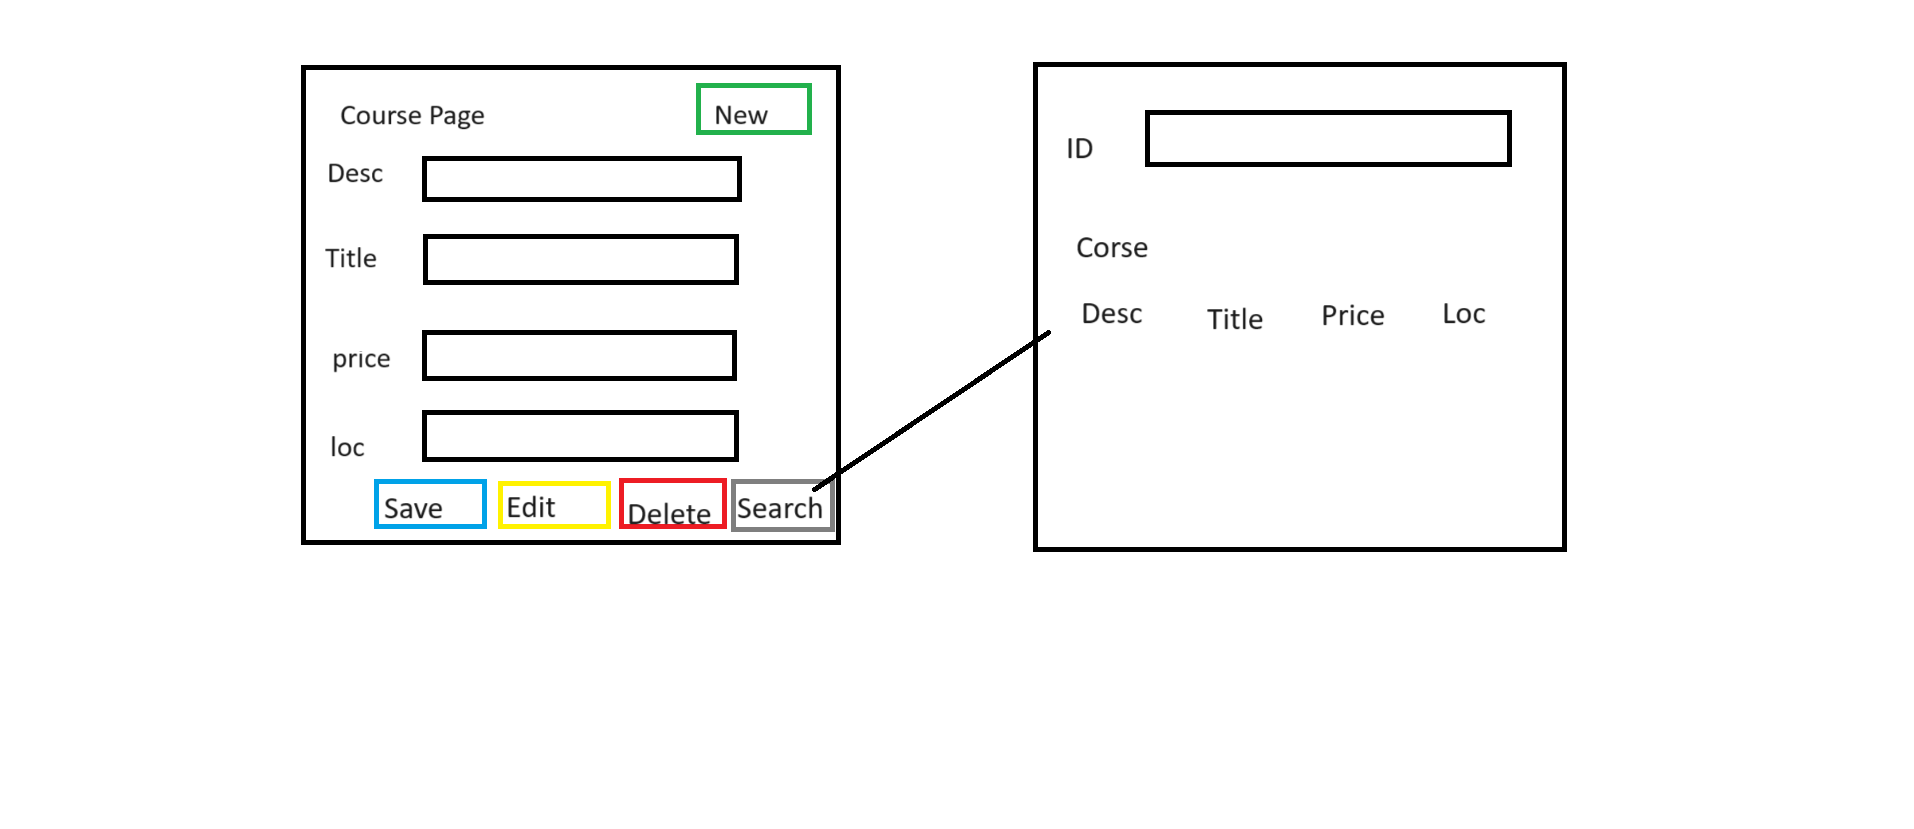 Course Page
New
Desc
Title
price
loc
Save
Edit
Delete
Search
ID
Corse
Desc Title Price Loc